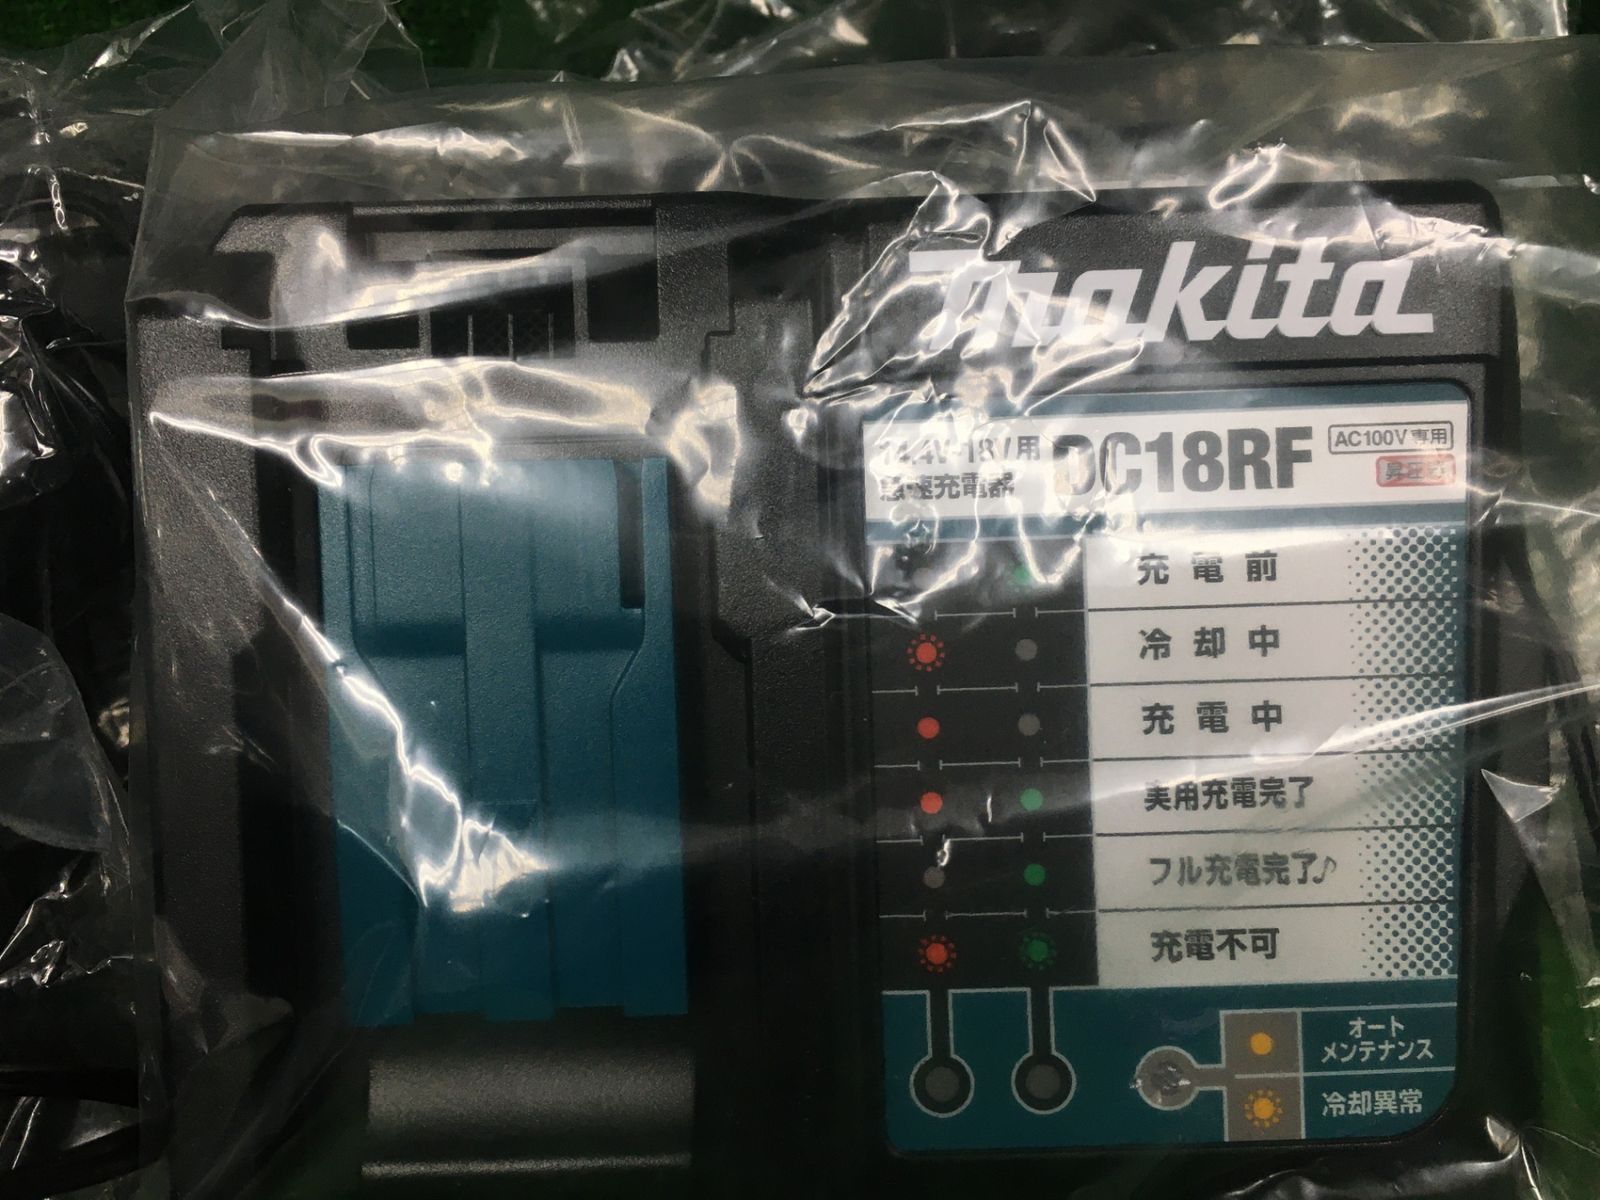 makita
14.4V-18V用
急速充電器
DC18RF
AC100V専用
充電前
冷却中
充電中
実用充電完了
フル充電完了♪
充電不可
オート
メンテナンス
冷却異常